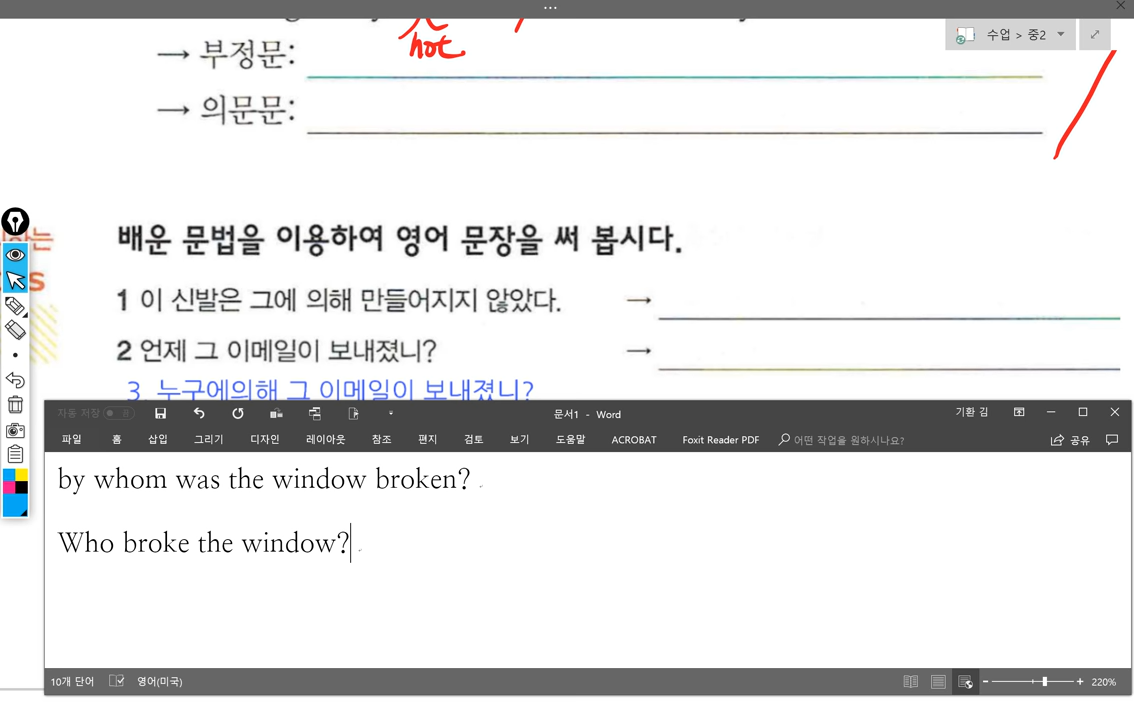 수업 > 중2
not
→ 부정문:
→ 의문문:
배운 문법을 이용하여 영어 문장을 써 봅시다.
1 이 신발은 그에 의해 만들어지지 않았다. →
2 언제 그 이메일이 보내졌니? →
3. 누구에의해 그 이메일이 보내졌니?
자동 저장
문서1 - Word
기환 김
파일 홈 삽입 그리기 디자인 레이아웃 참조 편지 검토 보기 도움말 ACROBAT Foxit Reader PDF 어떤 작업을 원하시나요? 공유
by whom was the window broken?
Who broke the window?
10개 단어 영어(미국) 220%